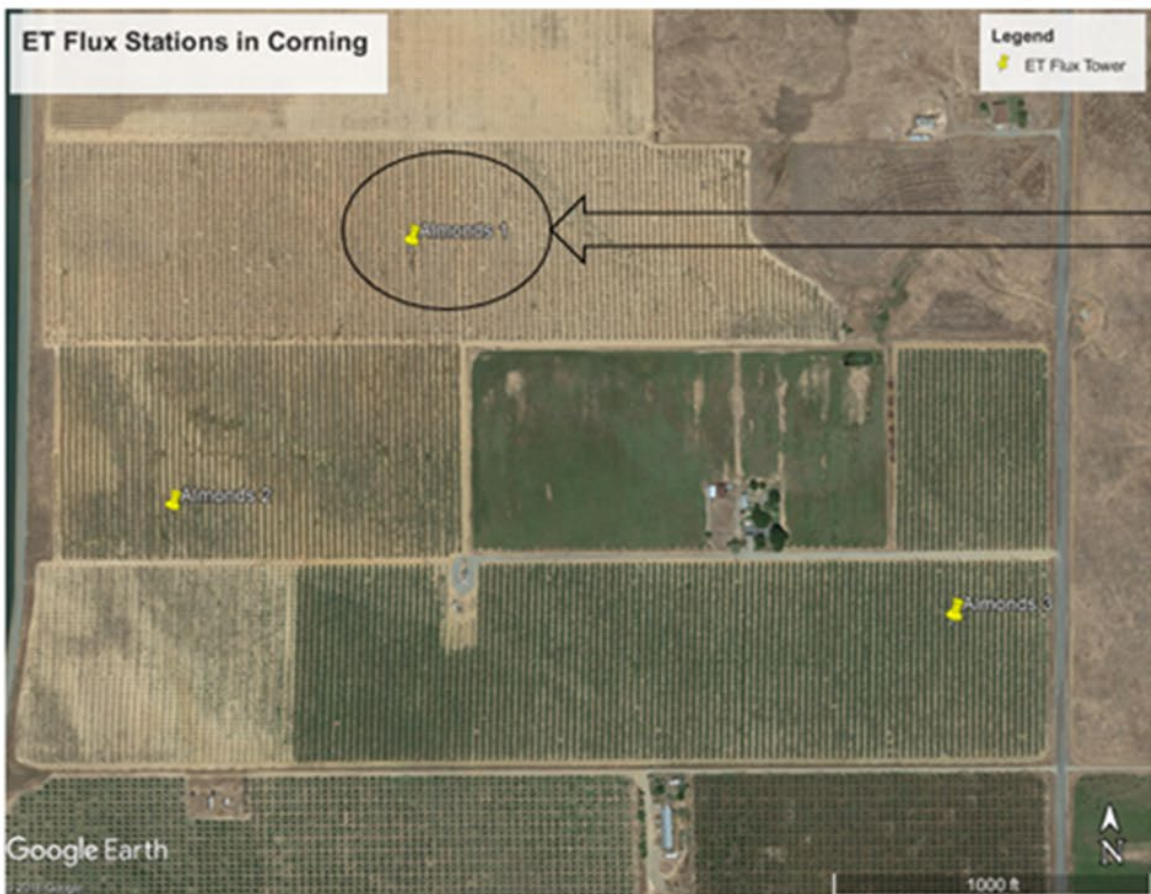 ET Flux Stations in Corning
Legend
ET Flux Tower
Almonds 1
Almonds 2
Almonds 3
Google Earth
N
1000 ft